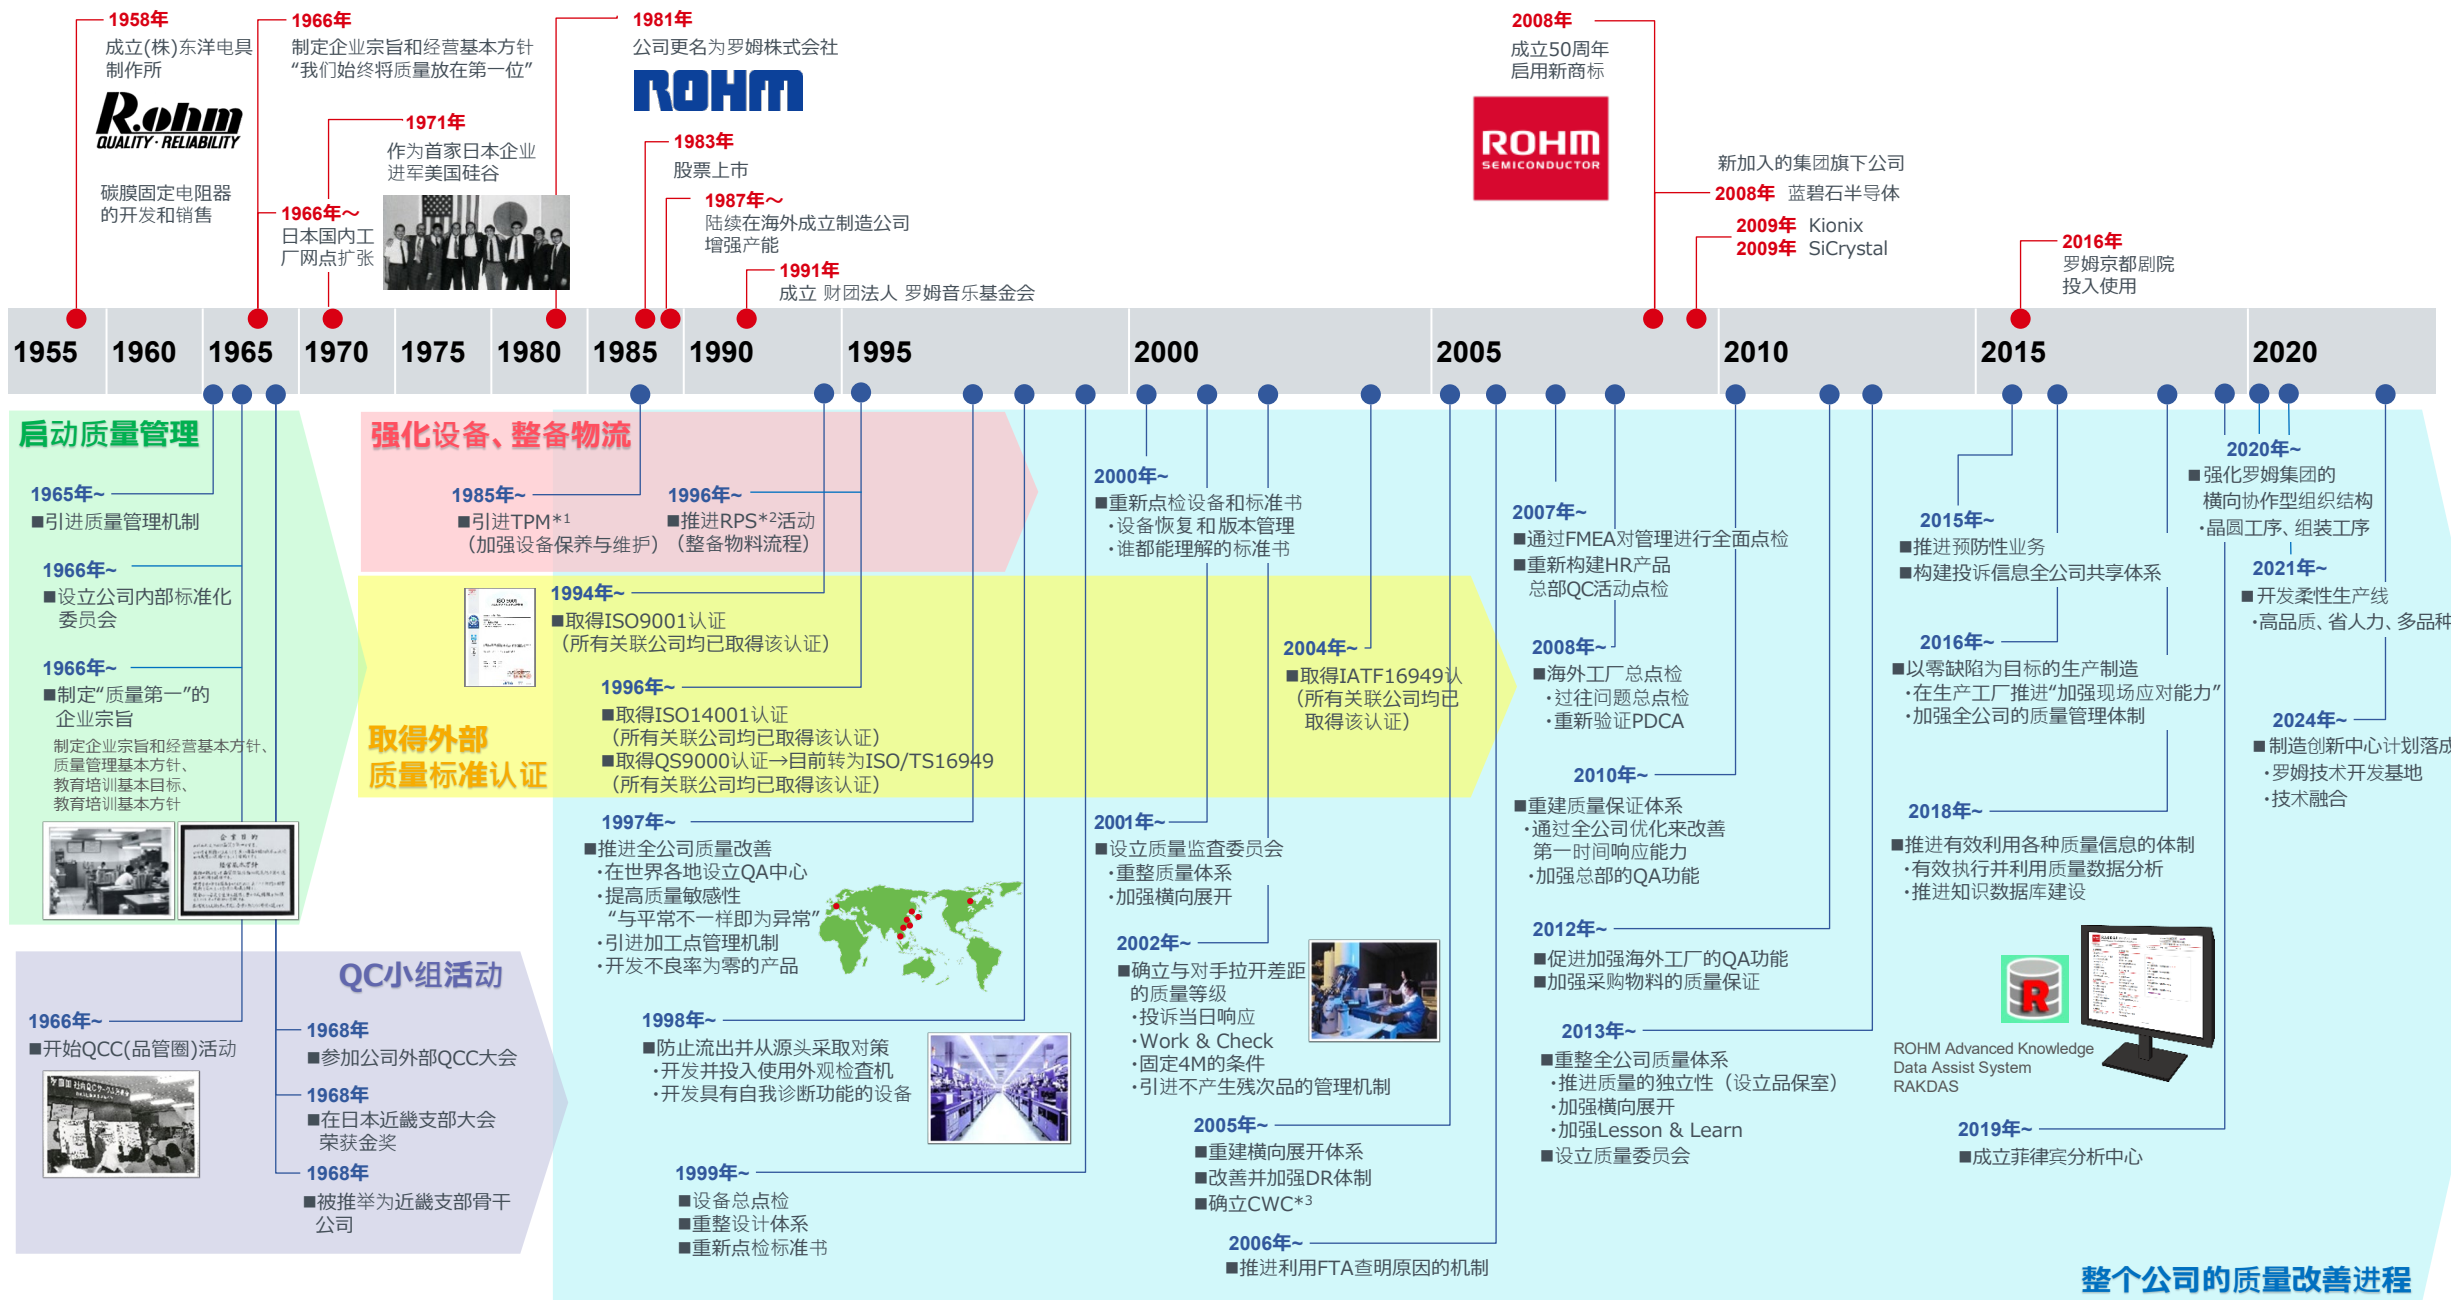 1958年
成立(株)东洋电具
制作所
R.ohm
QUALITY·RELIABILITY
碳膜固定电阻器
的开发和销售
1966年
制定企业宗旨和经营基本方针
“我们始终将质量放在第一位”
1966年～
日本国内工
厂网点扩张
1971年
作为首家日本企业
进军美国硅谷
1981年
公司更名为罗姆株式会社
ROHM
1983年
股票上市
1987年～
陆续在海外成立制造公司
增强产能
1991年
成立 财团法人 罗姆音乐基金会
2008年
成立50周年
启用新商标
ROHM
SEMICONDUCTOR
新加入的集团旗下公司
2008年 蓝碧石半导体
2009年 Kionix
2009年 SiCrystal
2016年
罗姆京都剧院
投入使用
1955 1960 1965 1970 1975 1980 1985 1990 1995 2000 2005 2010 2015 2020
启动质量管理
1965年~
■引进质量管理机制
1966年~
■设立公司内部标准化
委员会
1966年~
■制定“质量第一”的
企业宗旨
制定企业宗旨和经营基本方针、
质量管理基本方针、
教育培训基本目标、
教育培训基本方针
企业目的
QC小组活动
1966年~
■开始QCC(品管圈)活动
1968年
■参加公司外部QCC大会
1968年
■在日本近畿支部大会
荣获金奖
1968年
■被推举为近畿支部骨干
公司
强化设备、整备物流
1985年~
■引进TPM*1
（加强设备保养与维护）
1996年~
■推进RPS*2活动
（整备物料流程）
取得外部
质量标准认证
ISO 9001
1994年~
■取得ISO9001认证
（所有关联公司均已取得该认证）
1996年~
■取得ISO14001认证
（所有关联公司均已取得该认证）
■取得QS9000认证→目前转为ISO/TS16949
（所有关联公司均已取得该认证）
2004年~
■取得IATF16949认
（所有关联公司均已
取得该认证）
1997年~
■推进全公司质量改善
・在世界各地设立QA中心
・提高质量敏感性
“与平常不一样即为异常”
・引进加工点管理机制
・开发不良率为零的产品
1998年~
■防止流出并从源头采取对策
・开发并投入使用外观检查机
・开发具有自我诊断功能的设备
1999年~
■设备总点检
■重整设计体系
■重新点检标准书
2000年~
■重新点检设备和标准书
・设备恢复和版本管理
・谁都能理解的标准书
2001年~
■设立质量监查委员会
・重整质量体系
・加强横向展开
2002年~
■确立与对手拉开差距
的质量等级
・投诉当日响应
・Work & Check
・固定4M的条件
・引进不产生残次品的管理机制
2005年~
■重建横向展开体系
■改善并加强DR体制
■确立CWC*3
2006年~
■推进利用FTA查明原因的机制
2007年~
■通过FMEA对管理进行全面点检
■重新构建HR产品
总部QC活动点检
2008年~
■海外工厂总点检
・过往问题总点检
・重新验证PDCA
2010年~
■重建质量保证体系
・通过全公司优化来改善
第一时间响应能力
・加强总部的QA功能
2012年~
■促进加强海外工厂的QA功能
■加强采购物料的质量保证
2013年~
■重整全公司质量体系
・推进质量的独立性（设立品保室）
・加强横向展开
・加强Lesson & Learn
■设立质量委员会
2015年~
■推进预防性业务
■构建投诉信息全公司共享体系
2016年~
■以零缺陷为目标的生产制造
・在生产工厂推进“加强现场应对能力”
・加强全公司的质量管理体制
2018年~
■推进有效利用各种质量信息的体制
・有效执行并利用质量数据分析
・推进知识数据库建设
R
ROHM Advanced Knowledge
Data Assist System
RAKDAS
2019年~
■成立菲律宾分析中心
2020年~
■强化罗姆集团的
横向协作型组织结构
・晶圆工序、组装工序
2021年~
■开发柔性生产线
・高品质、省人力、多品种
2024年~
■制造创新中心计划落成
・罗姆技术开发基地
・技术融合
整个公司的质量改善进程